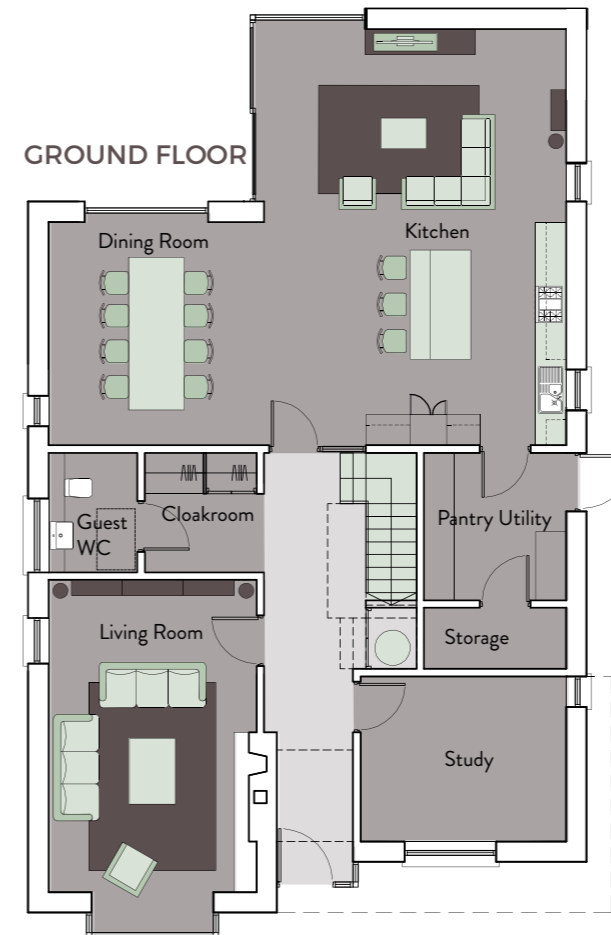 GROUND FLOOR
Dining Room
Kitchen
Guest
WC
Cloakroom
Pantry Utility
Living Room
Storage
Study